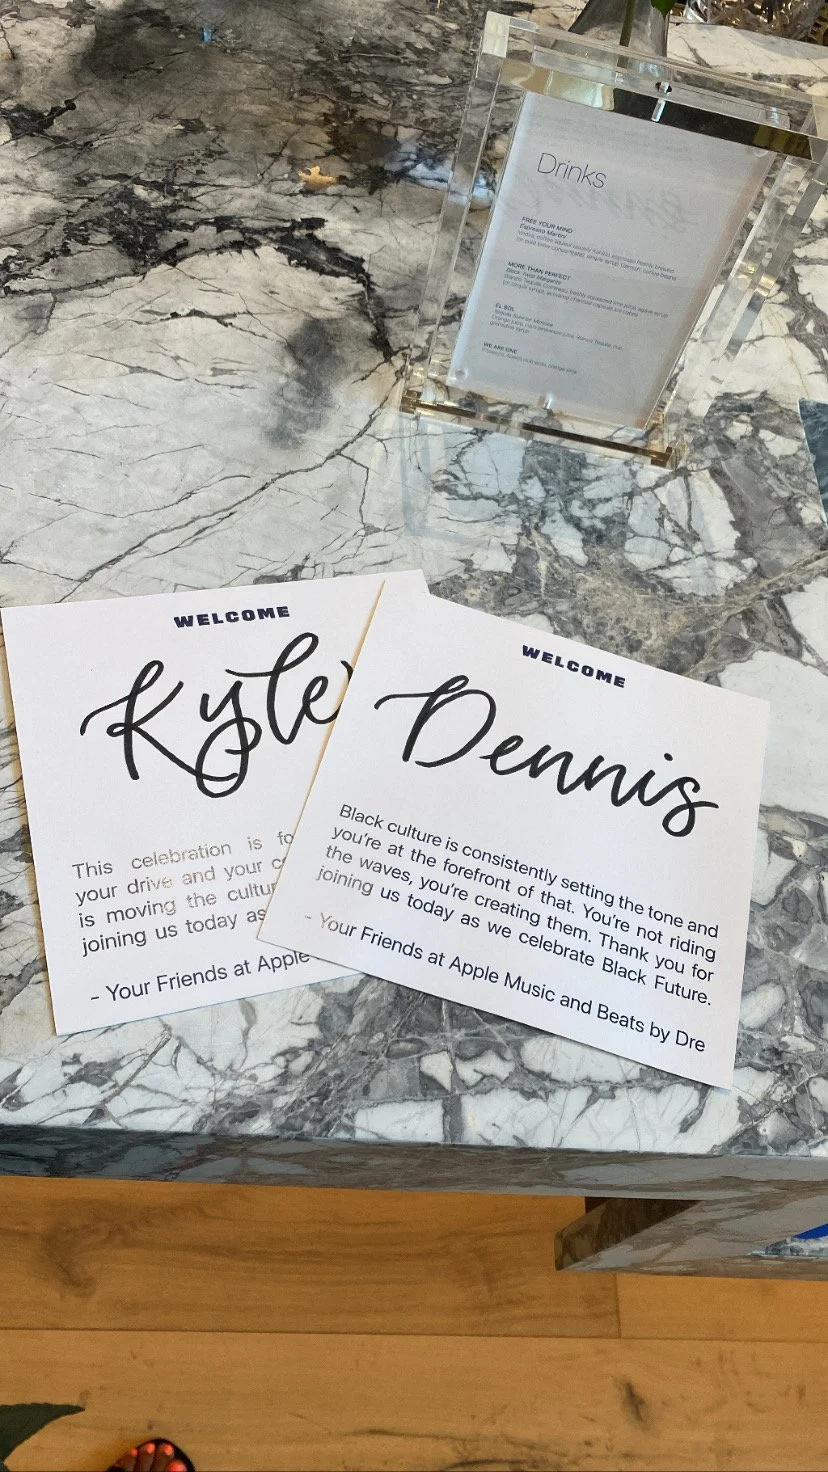 Drinks
FREE YOUR MIND
Espresso Martini
MORE THAN PERFECT
EL SOL
WE ARE ONE
WELCOME
Kyle
This celebration is fo
your drive and your c
is moving the cultur
joining us today as
- Your Friends at Apple
WELCOME
Dennis
Black culture is consistently setting the tone and
you're at the forefront of that. You're not riding
the waves, you're creating them. Thank you for
joining us today as we celebrate Black Future.
- Your Friends at Apple Music and Beats by Dre